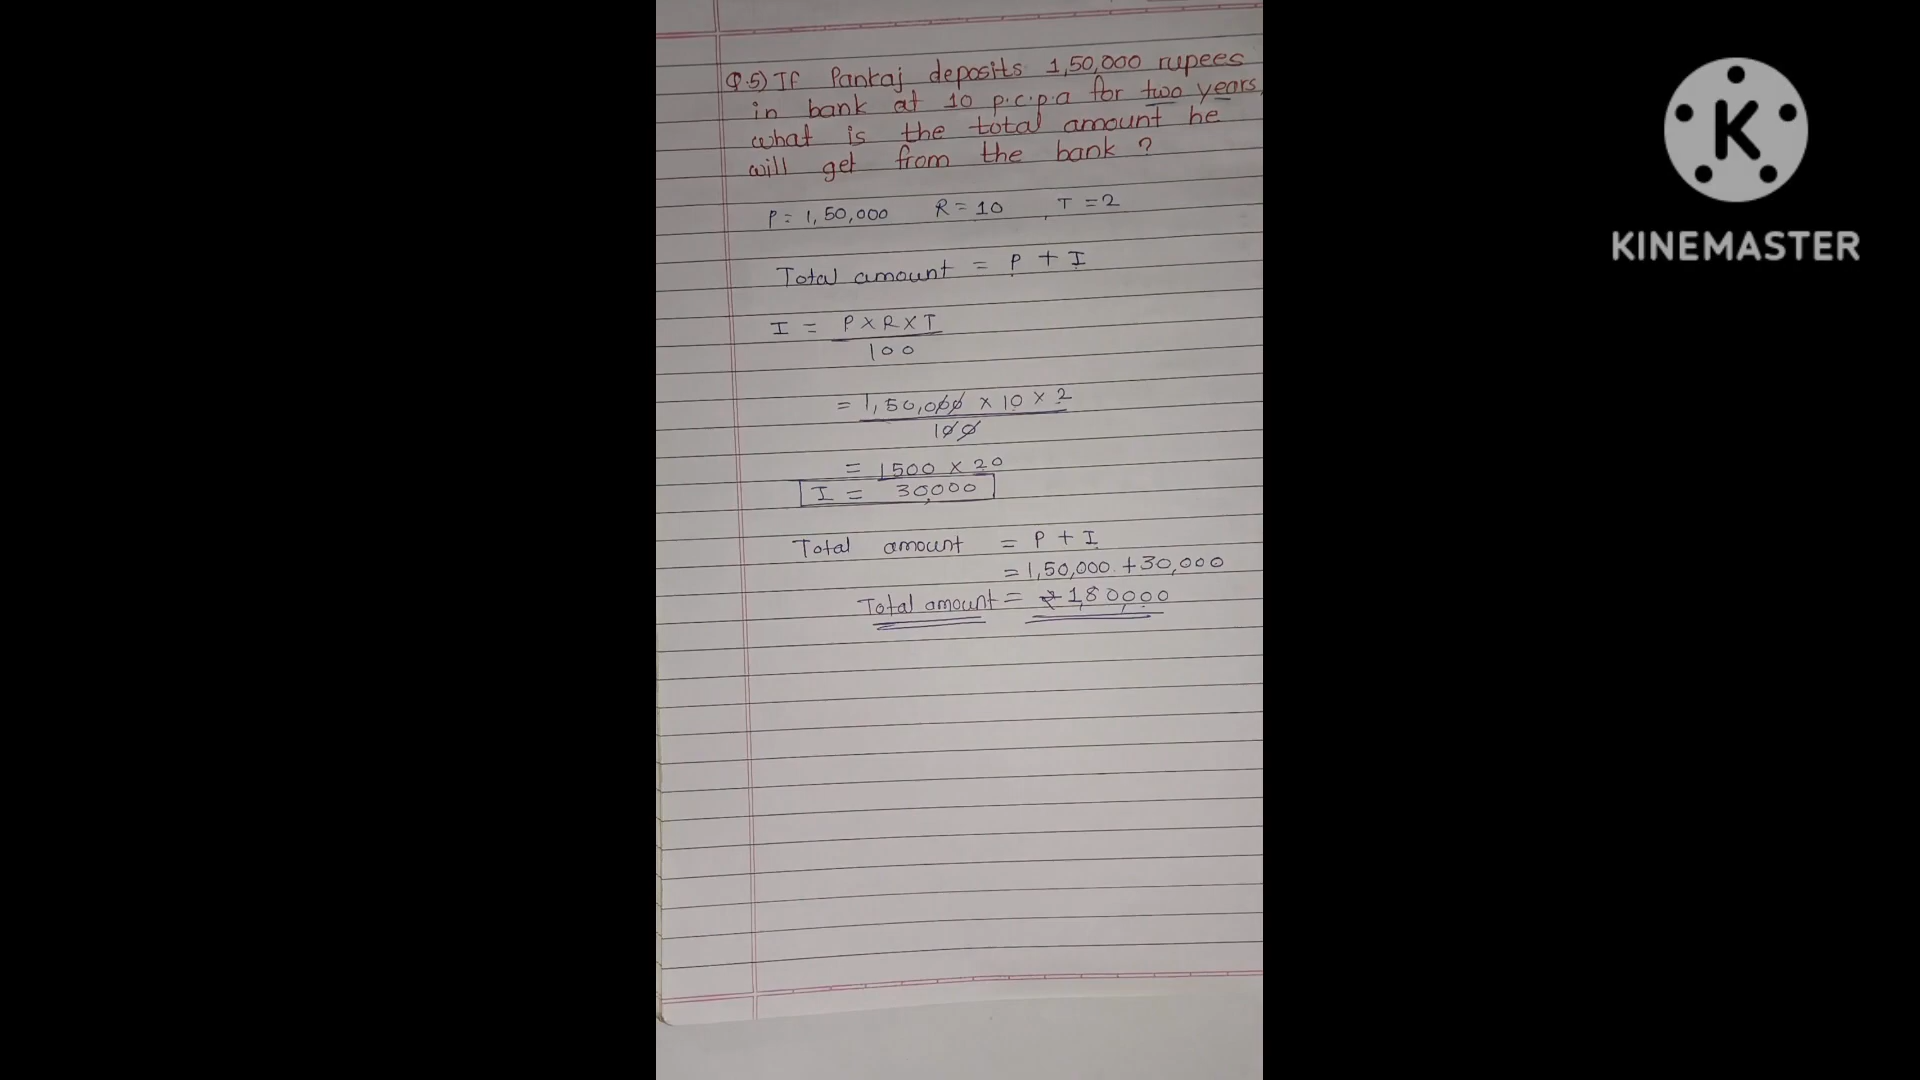 Q.5) If Pankaj deposits 1,50,000 rupees
in bank at 10 p.c.p.a for two years,
what is the total amount he
will get from the bank ?
P = 1,50,000 R = 10 T = 2
Total amount = P + I
I = P × R × T
100
= 1,50,000 × 10 × 2
100
= 1500 × 20
I = 30,000
Total amount = P + I
= 1,50,000 + 30,000
Total amount = ₹ 1,80,000
K
KINEMASTER